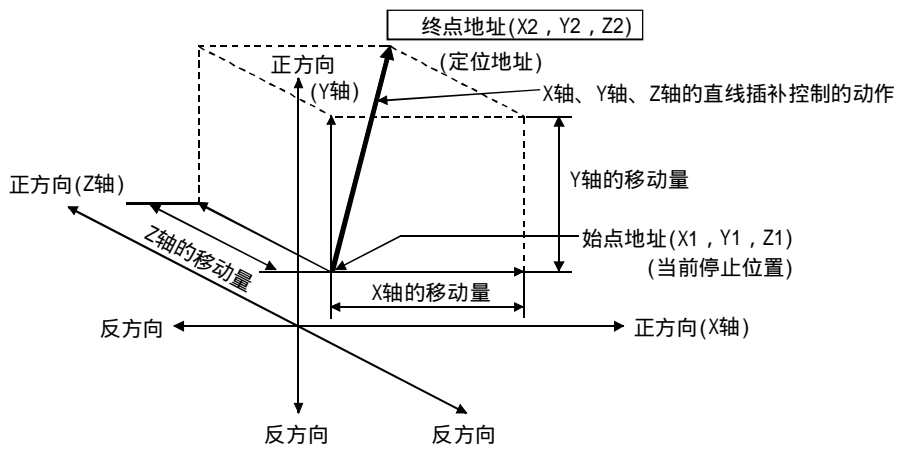 终点地址(X2，Y2，Z2)
正方向
(定位地址)
(Y轴)
X轴、Y轴、Z轴的直线插补控制的动作
正方向(Z轴)
Y轴的移动量
Z轴的移动量
始点地址(X1，Y1，Z1)
(当前停止位置)
X轴的移动量
反方向
正方向(X轴)
反方向
反方向